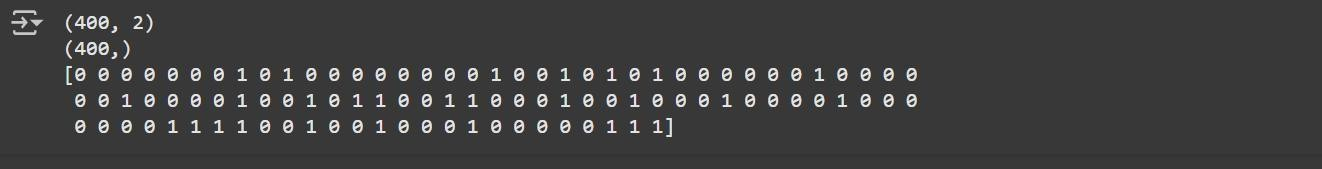 (400, 2)
(400,)
[0 0 0 0 0 0 0 1 0 1 0 0 0 0 0 0 0 0 1 0 0 1 0 1 0 1 0 0 0 0 0 0 1 0 0 0 0
0 0 1 0 0 0 0 1 0 0 1 0 1 1 0 0 1 1 0 0 0 1 0 0 1 0 0 0 1 0 0 0 0 1 0 0 0
0 0 0 0 1 1 1 1 0 0 1 0 0 1 0 0 0 1 0 0 0 0 0 1 1 1]